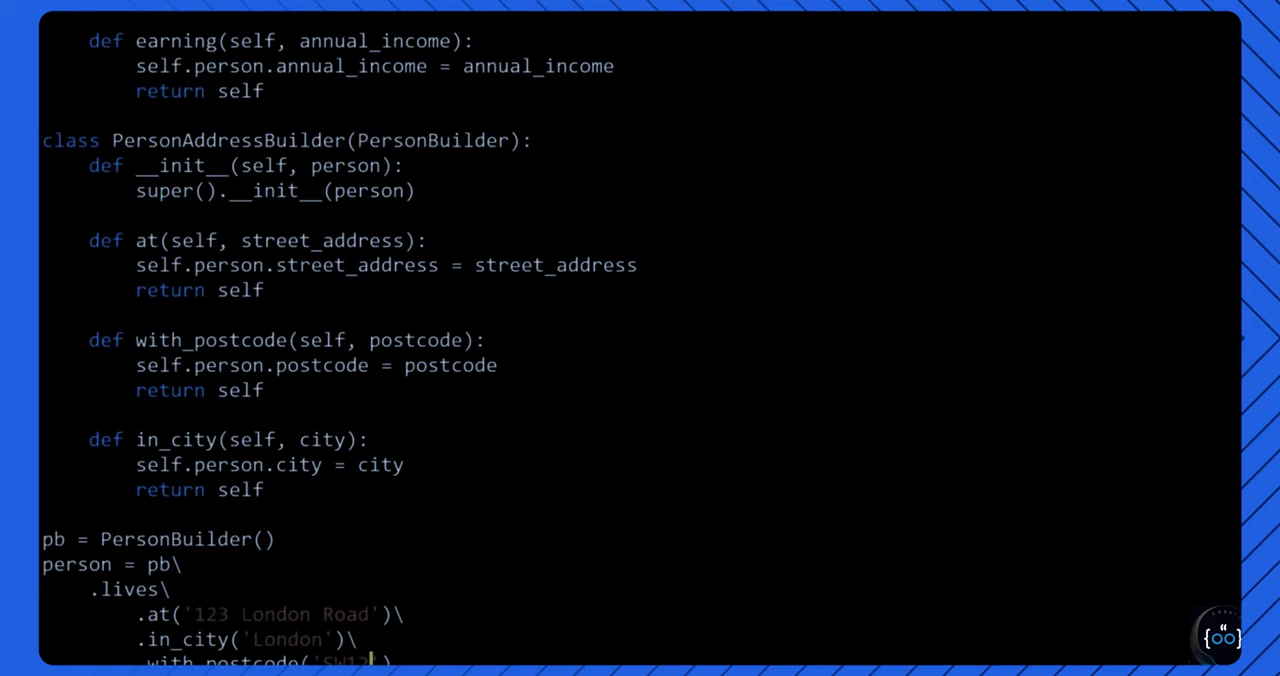 def earning(self, annual_income):
        self.person.annual_income = annual_income
        return self

class PersonAddressBuilder(PersonBuilder):
    def __init__(self, person):
        super().__init__(person)

    def at(self, street_address):
        self.person.street_address = street_address
        return self

    def with_postcode(self, postcode):
        self.person.postcode = postcode
        return self

    def in_city(self, city):
        self.person.city = city
        return self

pb = PersonBuilder()
person = pb\
    .lives\
        .at('123 London Road')\
        .in_city('London')\
        .with_postcode('SW12')